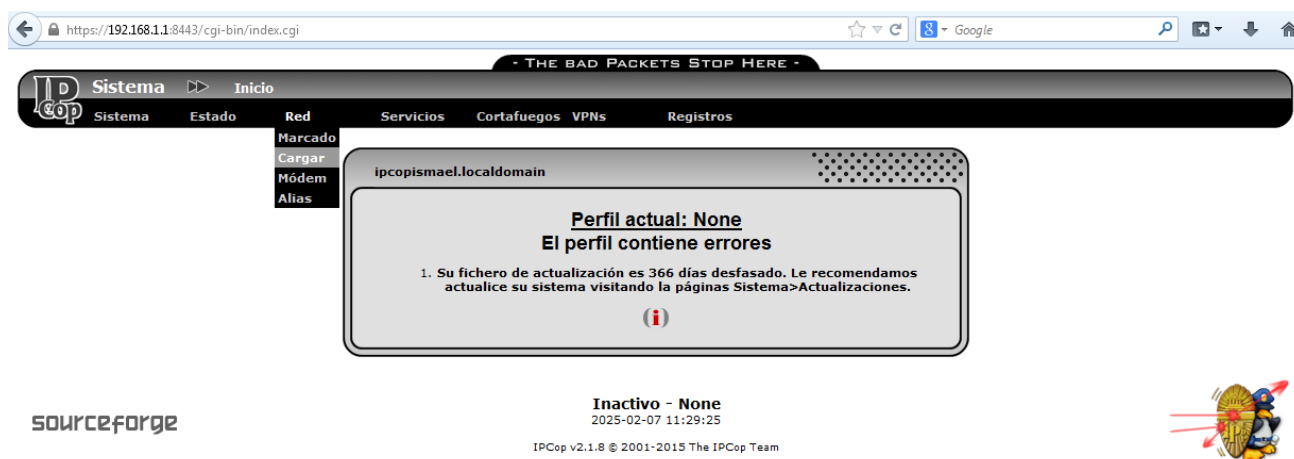 https://192.168.1.1:8443/cgi-bin/index.cgi
8 Google
- THE BAD PACKETS STOP HERE -
IP COP
Sistema Inicio
Sistema Estado Red Servicios Cortafuegos VPNs Registros
Marcado
Cargar
Módem
Alias
ipcopismael.localdomain
Perfil actual: None
El perfil contiene errores
1. Su fichero de actualización es 366 días desfasado. Le recomendamos
actualice su sistema visitando la páginas Sistema>Actualizaciones.
(i)
Inactivo - None
2025-02-07 11:29:25
sourceforge
IPCop v2.1.8 © 2001-2015 The IPCop Team